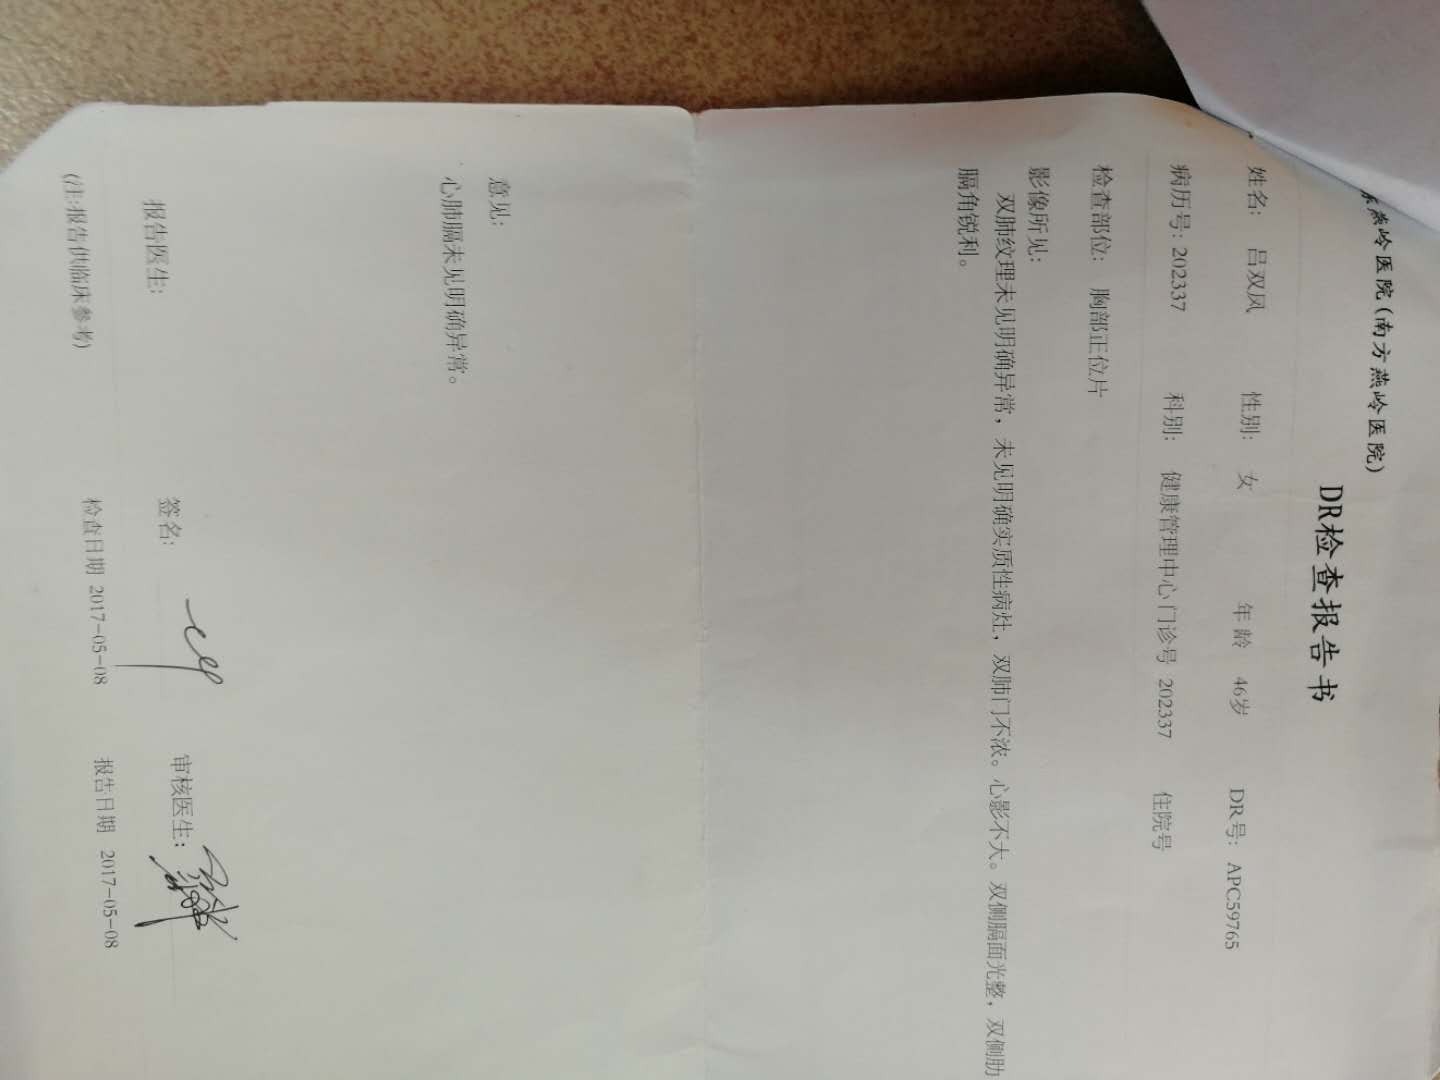 东燕岭医院(南方燕岭医院)
DR检查报告书
姓名: 吕双凤 性别: 女 年龄 46岁 DR号: APC59765
病历号: 202337 科别: 健康管理中心 门诊号 202337 住院号
检查部位: 胸部正位片
影像所见:
双肺纹理未见明确异常，未见明确实质性病灶，双肺门不浓。心影不大。双侧膈面光整，双侧肋
膈角锐利。
意见:
心肺膈未见明确异常。
报告医生: 签名: 审核医生:
检查日期 2017-05-08 报告日期 2017-05-08
(注:报告供临床参考)